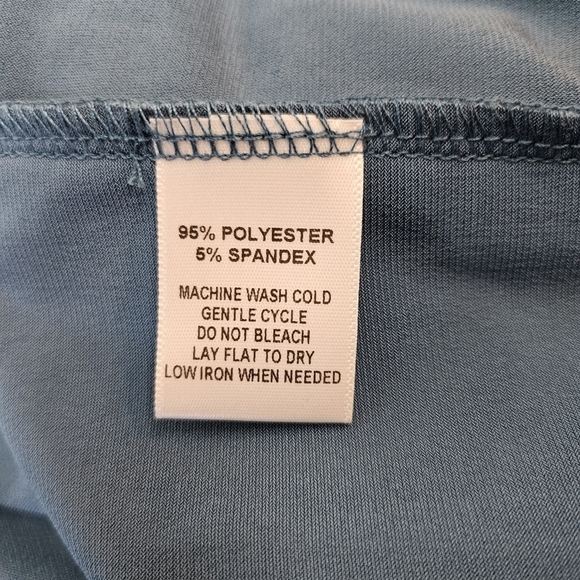 95% POLYESTER
5% SPANDEX
MACHINE WASH COLD
GENTLE CYCLE
DO NOT BLEACH
LAY FLAT TO DRY
LOW IRON WHEN NEEDED